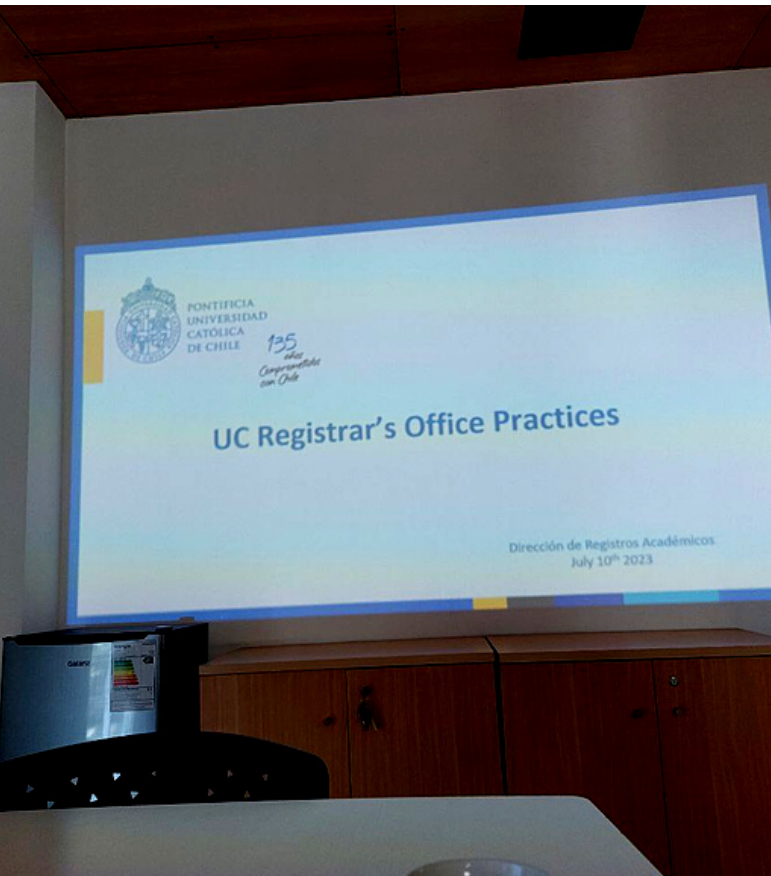 PONTIFICIA
UNIVERSIDAD
CATÓLICA
DE CHILE
135
años
Comprometidos
con Chile
UC Registrar's Office Practices
Dirección de Registros Académicos
July 10th 2023
Galanz